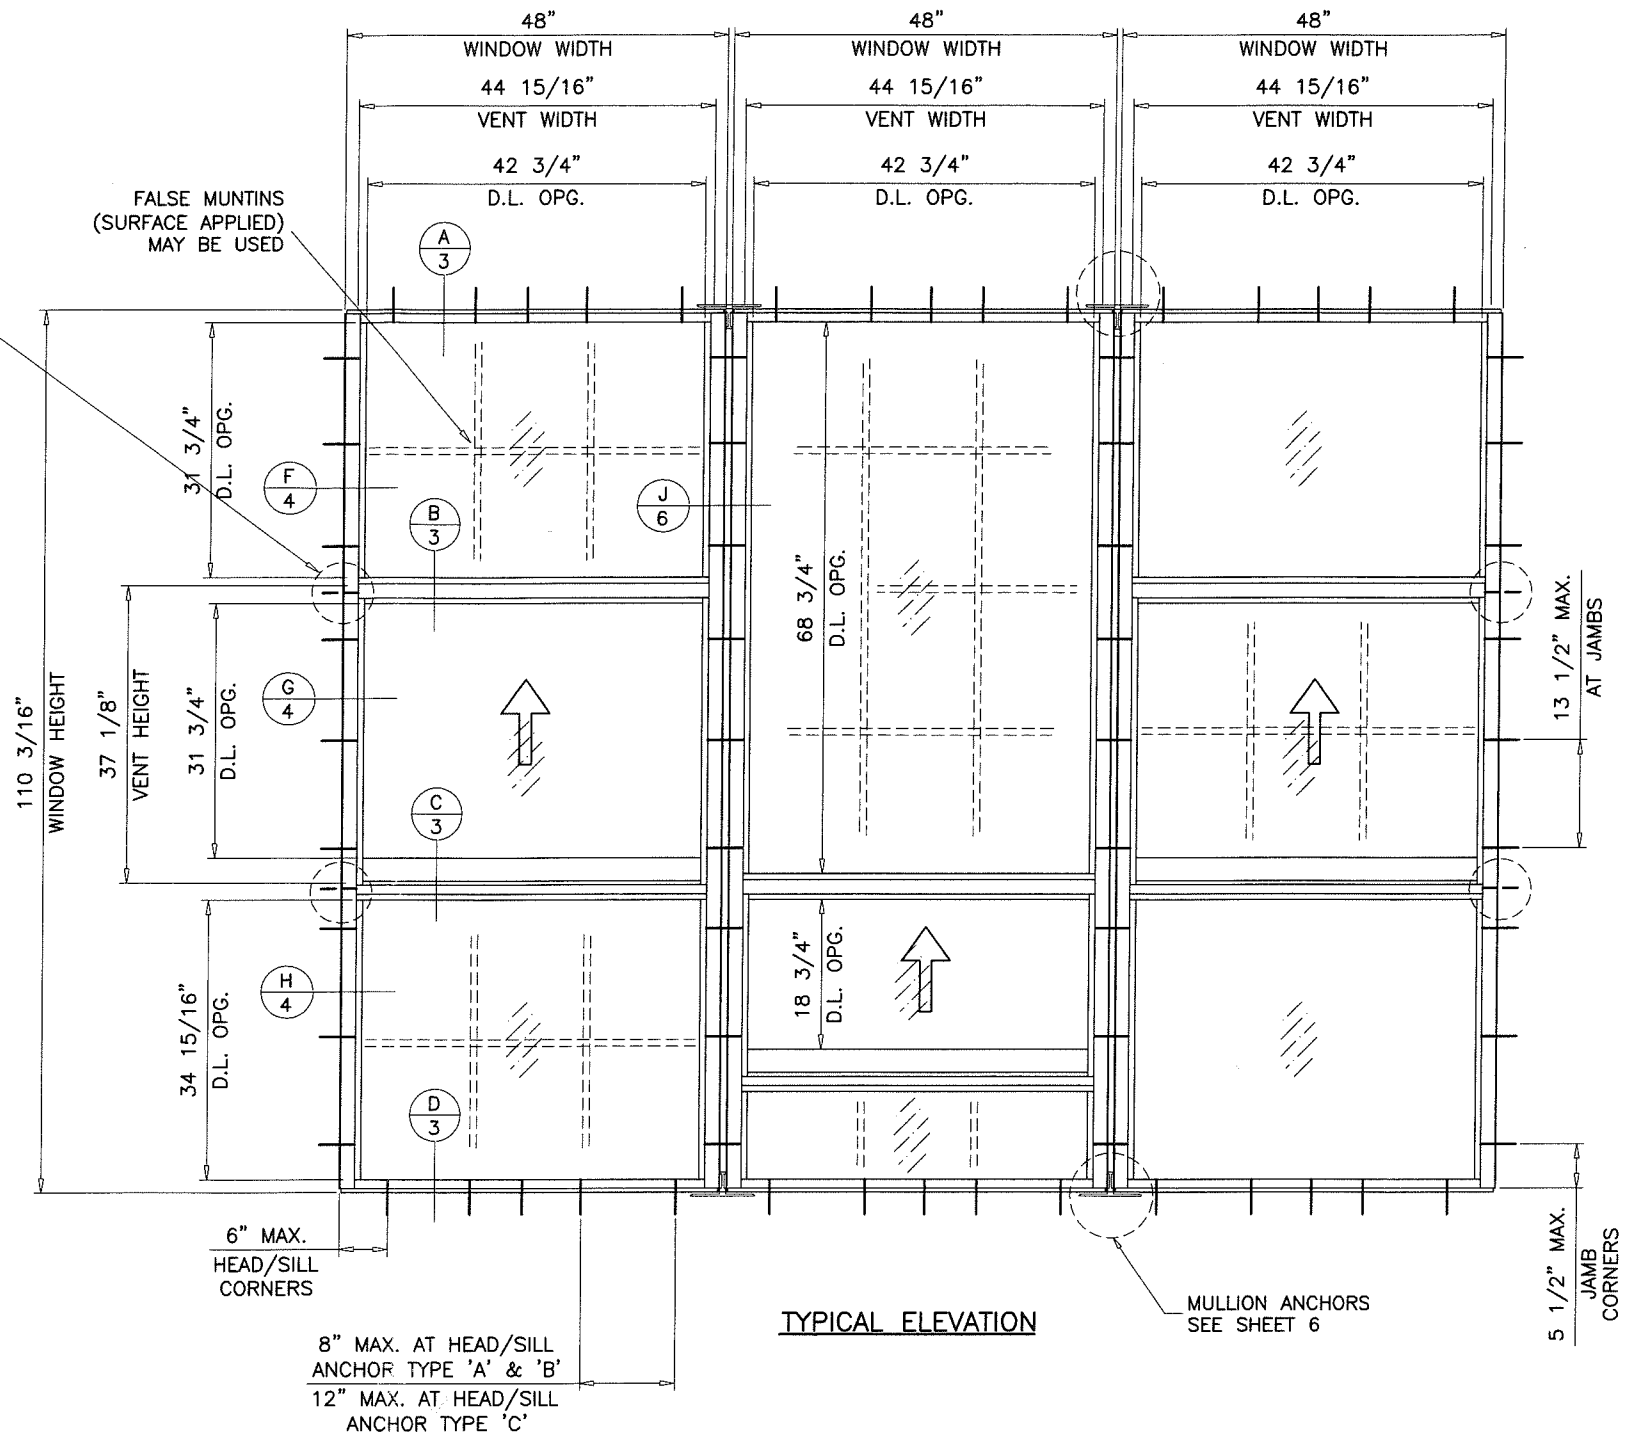 48" 48" 48"
WINDOW WIDTH WINDOW WIDTH WINDOW WIDTH
44 15/16" 44 15/16" 44 15/16"
VENT WIDTH VENT WIDTH VENT WIDTH
42 3/4" 42 3/4" 42 3/4"
D.L. OPG. D.L. OPG. D.L. OPG.
FALSE MUNTINS
(SURFACE APPLIED)
MAY BE USED
A
3
31 3/4"
D.L. OPG.
F
4
B
3
J
6
68 3/4"
D.L. OPG.
110 3/16"
WINDOW HEIGHT
37 1/8"
VENT HEIGHT
31 3/4"
D.L. OPG.
G
4
13 1/2" MAX.
AT JAMBS
C
3
H
4
34 15/16"
D.L. OPG.
18 3/4"
D.L. OPG.
D
3
6" MAX.
HEAD/SILL
CORNERS
5 1/2" MAX.
JAMB
CORNERS
MULLION ANCHORS
SEE SHEET 6
TYPICAL ELEVATION
8" MAX. AT HEAD/SILL
ANCHOR TYPE 'A' & 'B'
12" MAX. AT HEAD/SILL
ANCHOR TYPE 'C'